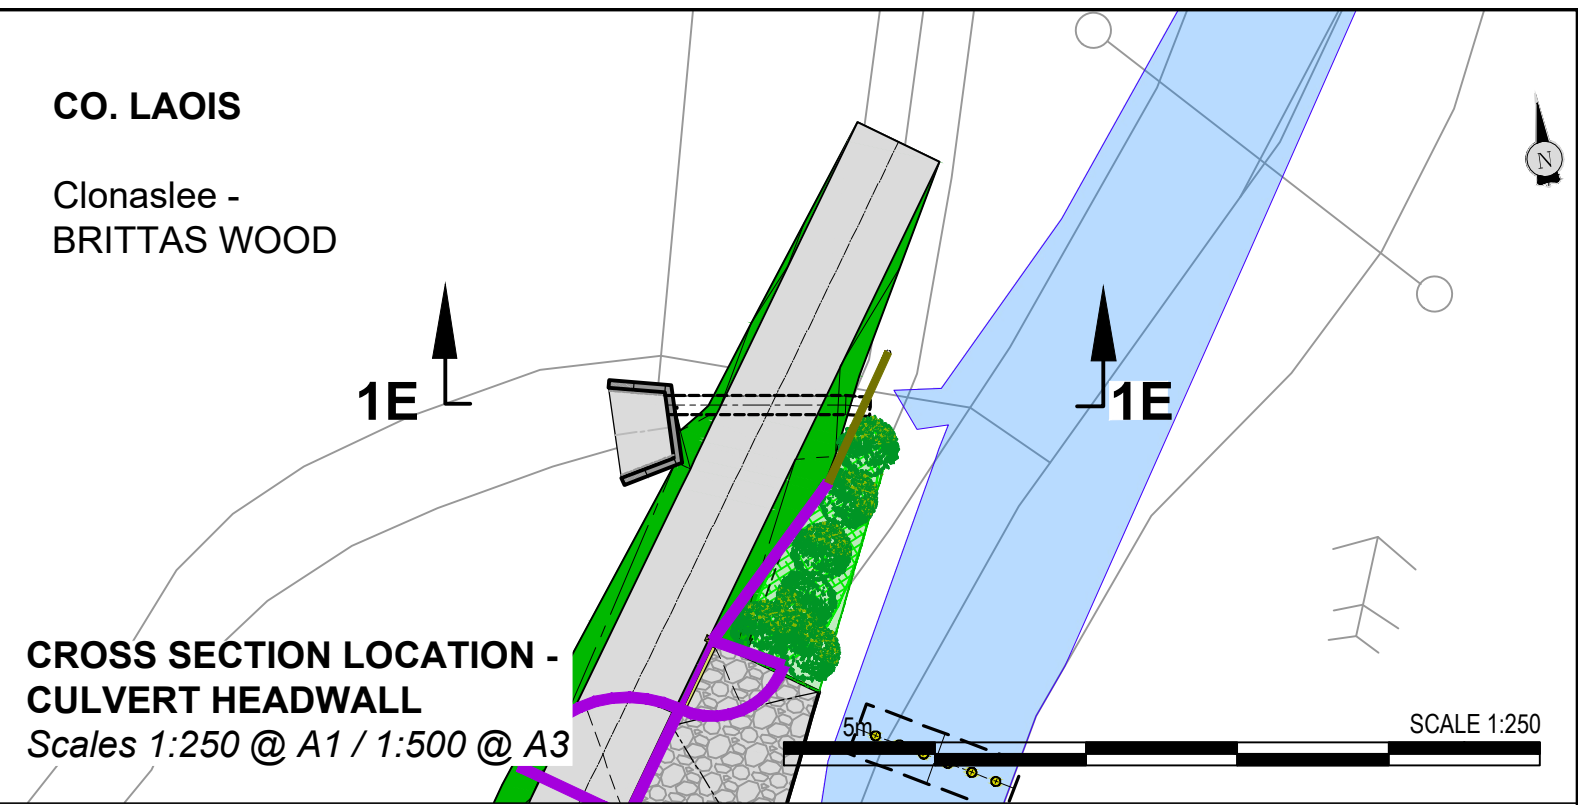 CO. LAOIS
Clonaslee -
BRITTAS WOOD
N
1E
1E
CROSS SECTION LOCATION -
CULVERT HEADWALL
Scales 1:250 @ A1 / 1:500 @ A3
5m
SCALE 1:250